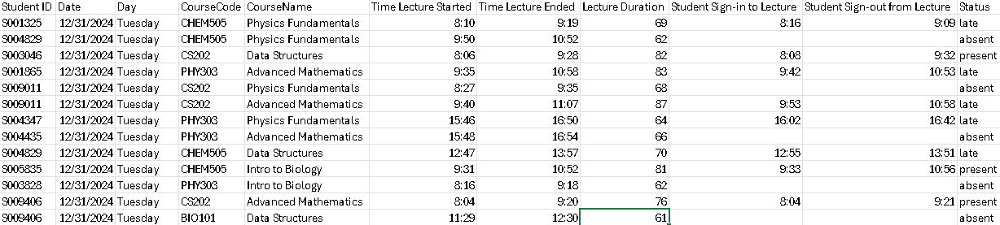 Student ID Date Day CourseCode CourseName Time Lecture Started Time Lecture Ended Lecture Duration Student Sign-in to Lecture Student Sign-out from Lecture Status
S001325 12/31/2024 Tuesday CHEM505 Physics Fundamentals 8:10 9:19 69 8:16 9:09 late
S004829 12/31/2024 Tuesday CHEM505 Physics Fundamentals 9:50 10:52 62 absent
S003046 12/31/2024 Tuesday CS202 Data Structures 8:06 9:28 82 8:08 9:32 present
S001865 12/31/2024 Tuesday PHY303 Advanced Mathematics 9:35 10:58 83 9:42 10:53 late
S009011 12/31/2024 Tuesday CS202 Physics Fundamentals 8:27 9:35 68 absent
S009011 12/31/2024 Tuesday CS202 Advanced Mathematics 9:40 11:07 87 9:53 10:58 late
S004347 12/31/2024 Tuesday PHY303 Physics Fundamentals 15:46 16:50 64 16:02 16:42 late
S004435 12/31/2024 Tuesday PHY303 Advanced Mathematics 15:48 16:54 66 absent
S004829 12/31/2024 Tuesday CHEM505 Data Structures 12:47 13:57 70 12:55 13:51 late
S005835 12/31/2024 Tuesday CHEM505 Intro to Biology 9:31 10:52 81 9:33 10:56 present
S003828 12/31/2024 Tuesday PHY303 Intro to Biology 8:16 9:18 62 absent
S009406 12/31/2024 Tuesday CS202 Advanced Mathematics 8:04 9:20 76 8:04 9:21 present
S009406 12/31/2024 Tuesday BIO101 Data Structures 11:29 12:30 61 absent